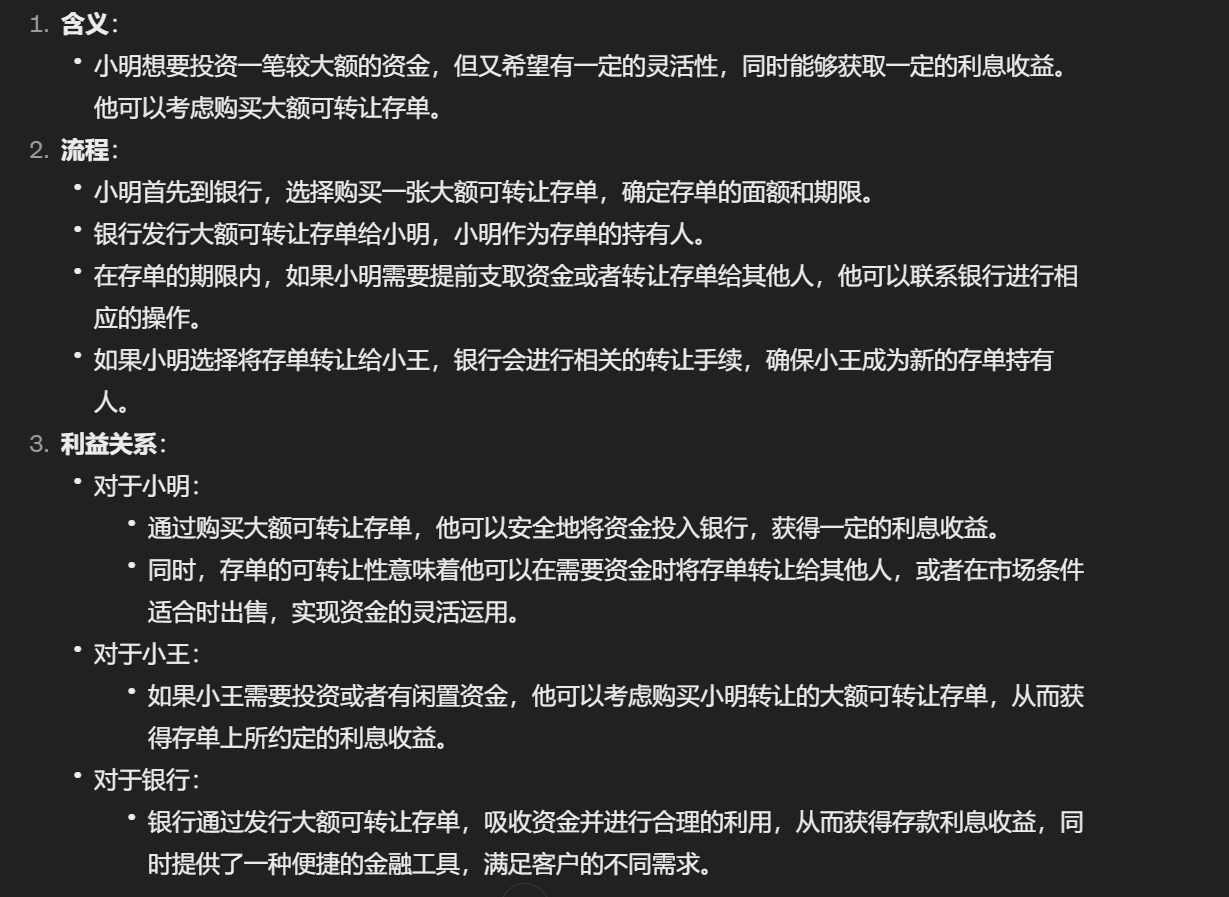 1. 含义：
• 小明想要投资一笔较大额的资金，但又希望有一定的灵活性，同时能够获取一定的利息收益。
他可以考虑购买大额可转让存单。
2. 流程：
• 小明首先到银行，选择购买一张大额可转让存单，确定存单的面额和期限。
• 银行发行大额可转让存单给小明，小明作为存单的持有人。
• 在存单的期限内，如果小明需要提前支取资金或者转让存单给其他人，他可以联系银行进行相
应的操作。
• 如果小明选择将存单转让给小王，银行会进行相关的转让手续，确保小王成为新的存单持有
人。
3. 利益关系：
• 对于小明：
• 通过购买大额可转让存单，他可以安全地将资金投入银行，获得一定的利息收益。
• 同时，存单的可转让性意味着他可以在需要资金时将存单转让给其他人，或者在市场条件
适合时出售，实现资金的灵活运用。
• 对于小王：
• 如果小王需要投资或者有闲置资金，他可以考虑购买小明转让的大额可转让存单，从而获
得存单上所约定的利息收益。
• 对于银行：
• 银行通过发行大额可转让存单，吸收资金并进行合理的利用，从而获得存款利息收益，同
时提供了一种便捷的金融工具，满足客户的不同需求。